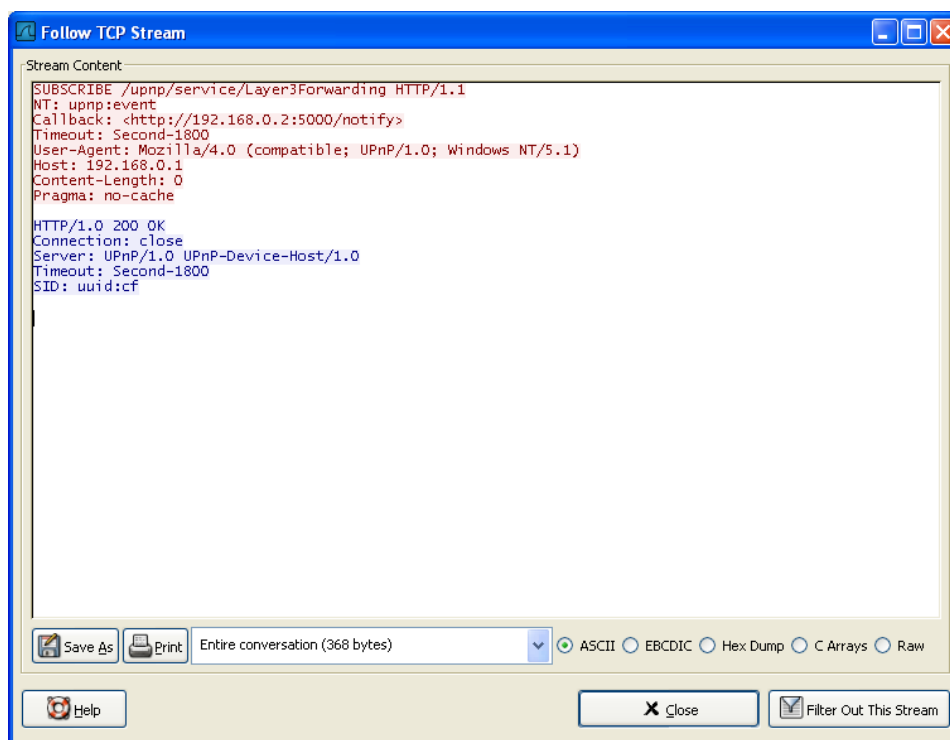 Follow TCP Stream
Stream Content
SUBSCRIBE /upnp/service/Layer3Forwarding HTTP/1.1
NT: upnp:event
Callback: <http://192.168.0.2:5000/notify>
Timeout: Second-1800
User-Agent: Mozilla/4.0 (compatible; UPnP/1.0; Windows NT/5.1)
Host: 192.168.0.1
Content-Length: 0
Pragma: no-cache
HTTP/1.0 200 OK
Connection: close
Server: UPnP/1.0 UPnP-Device-Host/1.0
Timeout: Second-1800
SID: uuid:cf
Save As Print Entire conversation (368 bytes) ASCII EBCDIC Hex Dump C Arrays Raw
Help Close Filter Out This Stream